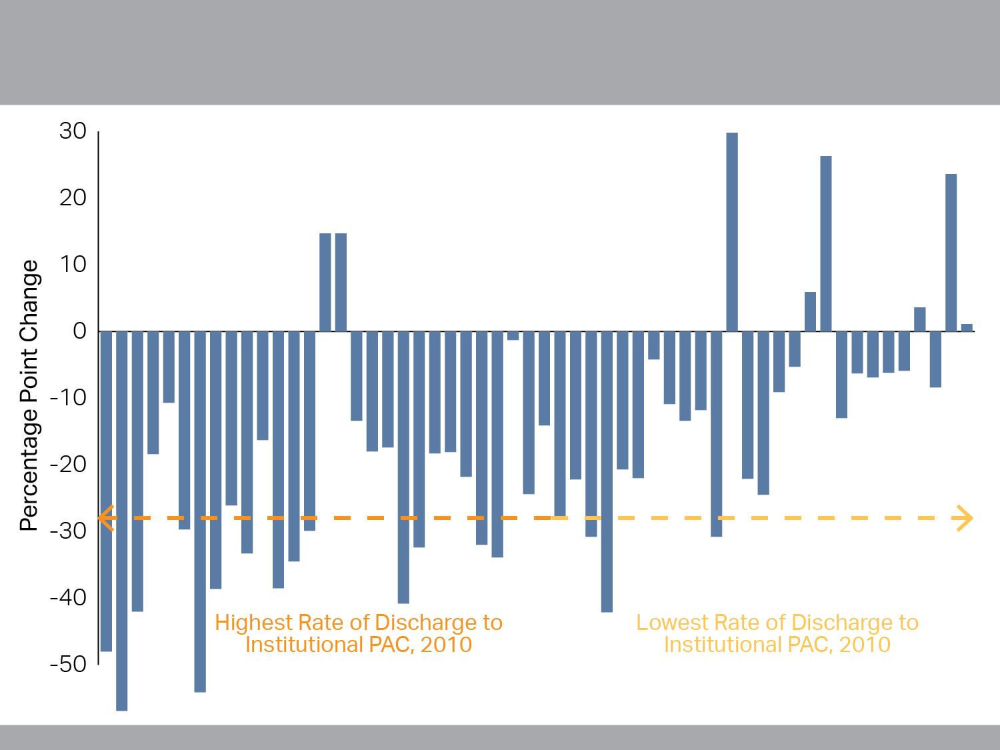 30
20
10
0
-10
-20
-30
-40
-50
Percentage Point Change
Highest Rate of Discharge to
Institutional PAC, 2010
Lowest Rate of Discharge to
Institutional PAC, 2010